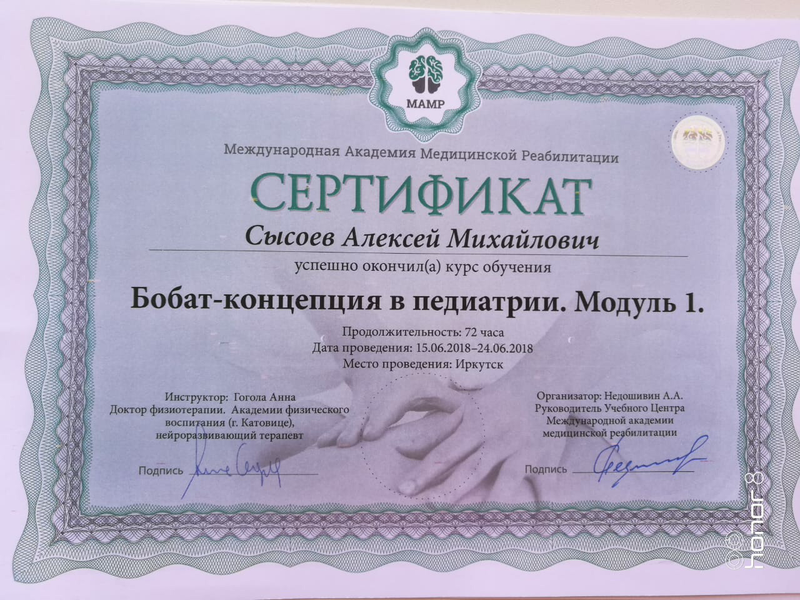 МАМР
Международная Академия Медицинской Реабилитации
СЕРТИФИКАТ
Сысоев Алексей Михайлович
успешно окончил(а) курс обучения
Бобат-концепция в педиатрии. Модуль 1.
Продолжительность: 72 часа
Дата проведения: 15.06.2018–24.06.2018
Место проведения: Иркутск
Инструктор: Гогола Анна
Доктор физиотерапии. Академии физического
воспитания (г. Катовице),
нейроразвивающий терапевт
Подпись
Организатор: Недошивин А.А.
Руководитель Учебного Центра
Международной академии
медицинской реабилитации
Подпись
honor 8